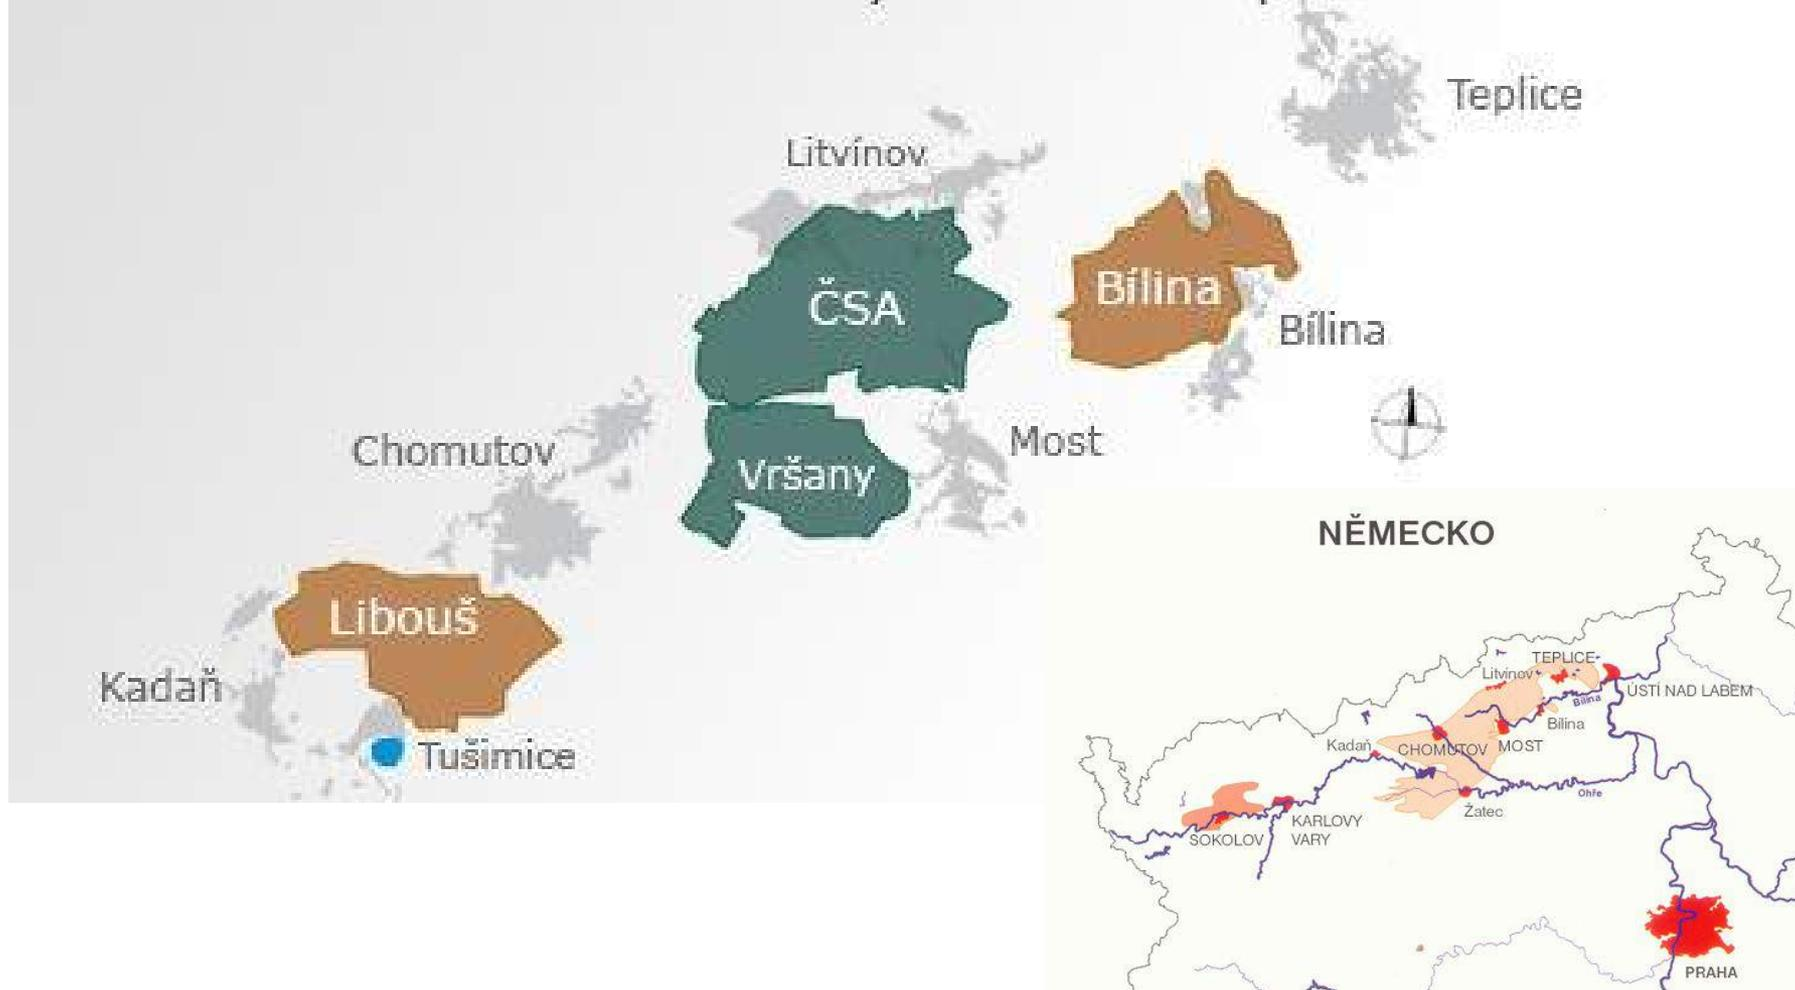 Teplice
Litvínov
Bílina
ČSA
Bílina
Chomutov
Most
Vršany
Libouš
Kadaň
Tušimice
NĚMECKO
TEPLICE
Litvínov
ÚSTÍ NAD LABEM
Bílina
Bílina
Kadaň
CHOMUTOV
MOST
Ohře
Žatec
KARLOVY
VARY
SOKOLOV
PRAHA